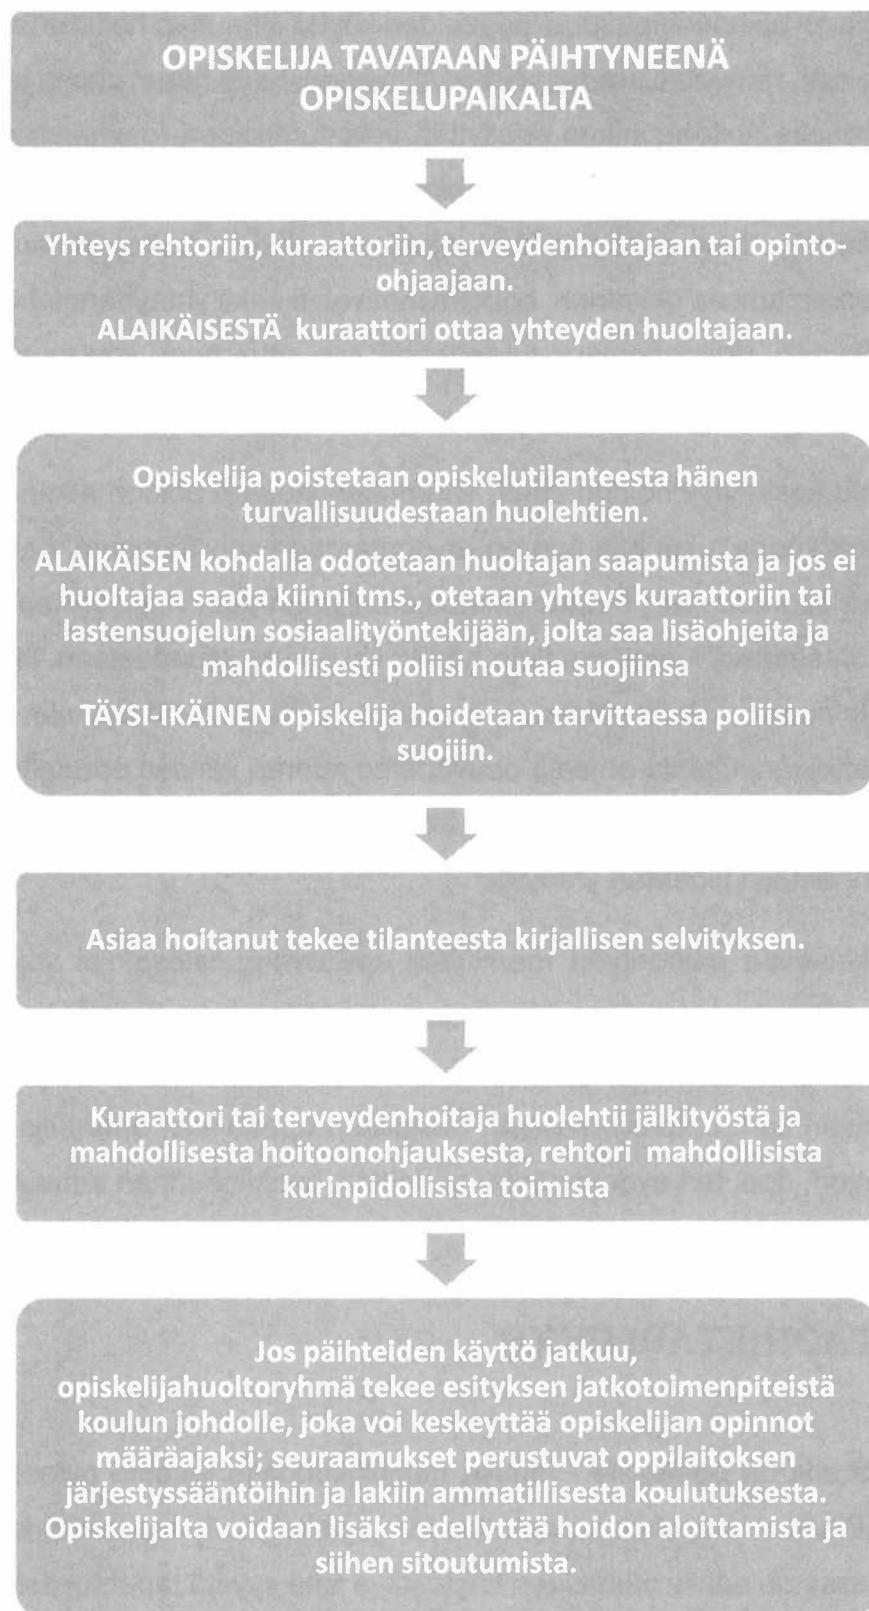 OPISKELIJA TAVATAAN PÄIHTYNEENÄ
OPISKELUPAIKALTA
Yhteys rehtoriin, kuraattoriin, terveydenhoitajaan tai opinto-
ohjaajaan.
ALAIKÄISESTÄ kuraattori ottaa yhteyden huoltajaan.
Opiskelija poistetaan opiskelutilanteesta hänen
turvallisuudestaan huolehtien.
ALAIKÄISEN kohdalla odotetaan huoltajan saapumista ja jos ei
huoltajaa saada kiinni tms., otetaan yhteys kuraattoriin tai
lastensuojelun sosiaalityöntekijään, jolta saa lisäohjeita ja
mahdollisesti poliisi noutaa suojiinsa
TÄYSI-IKÄINEN opiskelija hoidetaan tarvittaessa poliisin
suojiin.
Asiaa hoitanut tekee tilanteesta kirjallisen selvityksen.
Kuraattori tai terveydenhoitaja huolehtii jälkityöstä ja
mahdollisesta hoitoonohjauksesta, rehtori mahdollisista
kurinpidollisista toimista
Jos päihteiden käyttö jatkuu,
opiskelijahuoltoryhmä tekee esityksen jatkotoimenpiteistä
koulun johdolle, joka voi keskeyttää opiskelijan opinnot
määräajaksi; seuraamukset perustuvat oppilaitoksen
järjestyssääntöihin ja lakiin ammatillisesta koulutuksesta.
Opiskelijalta voidaan lisäksi edellyttää hoidon aloittamista ja
siihen sitoutumista.